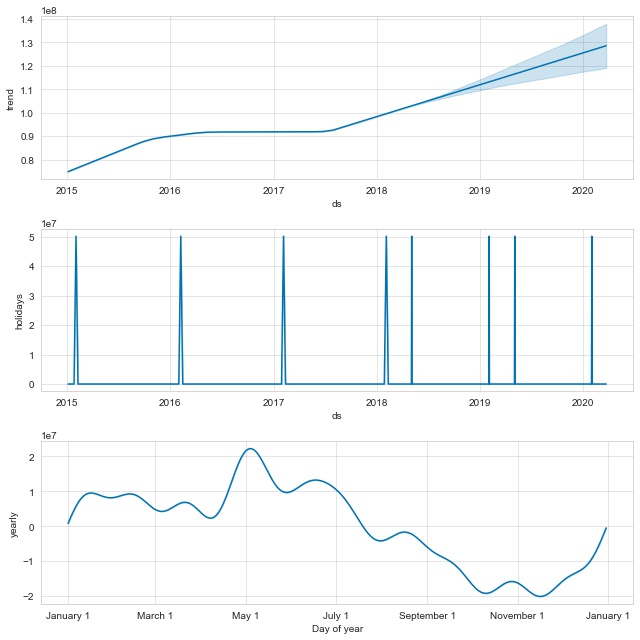 1e8
1.4
1.3
1.2
1.1
1.0
0.9
0.8
trend
2015 2016 2017 2018 2019 2020
ds
1e7
5
4
3
2
1
0
holidays
2015 2016 2017 2018 2019 2020
ds
1e7
2
1
0
−1
−2
yearly
January 1 March 1 May 1 July 1 September 1 November 1 January 1
Day of year